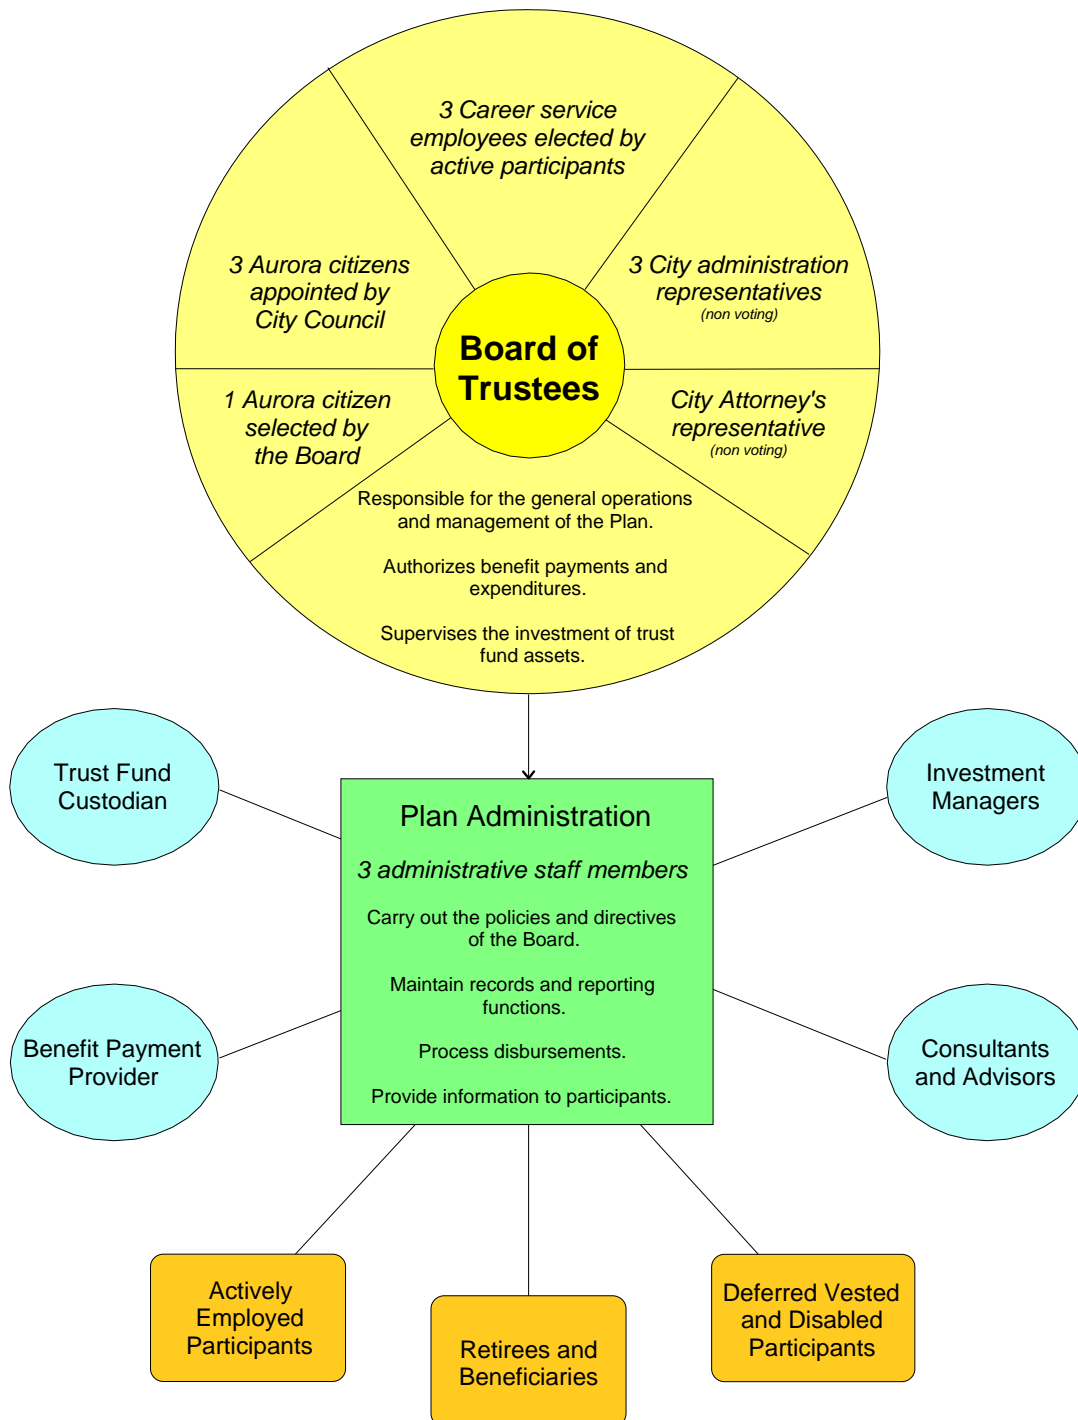 3 Career service
employees elected by
active participants
3 Aurora citizens
appointed by
City Council
3 City administration
representatives
(non voting)
Board of
Trustees
1 Aurora citizen
selected by
the Board
City Attorney's
representative
(non voting)
Responsible for the general operations
and management of the Plan.
Authorizes benefit payments and
expenditures.
Supervises the investment of trust
fund assets.
Trust Fund
Custodian
Investment
Managers
Plan Administration
3 administrative staff members
Carry out the policies and directives
of the Board.
Maintain records and reporting
functions.
Process disbursements.
Provide information to participants.
Benefit Payment
Provider
Consultants
and Advisors
Actively
Employed
Participants
Retirees and
Beneficiaries
Deferred Vested
and Disabled
Participants